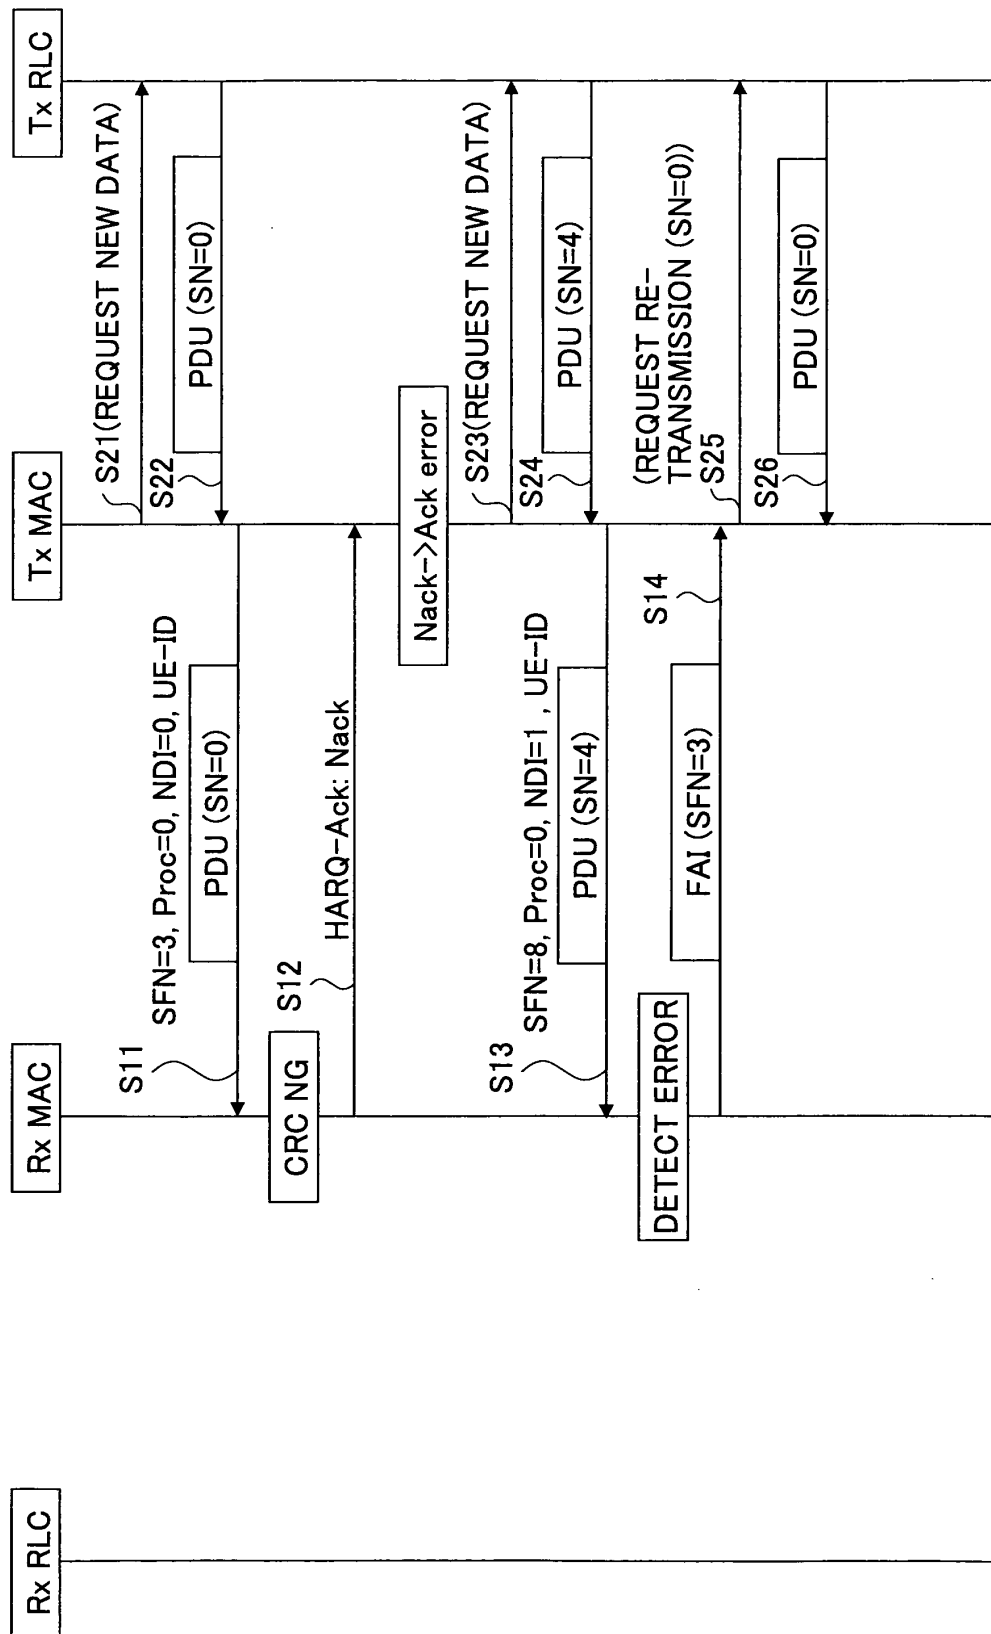 Rx RLC
Rx MAC
Tx MAC
Tx RLC
S21(REQUEST NEW DATA)
S22
PDU (SN=0)
SFN=3, Proc=0, NDI=0, UE-ID
S11
PDU (SN=0)
CRC NG
S12
HARQ-Ack: Nack
Nack->Ack error
S23(REQUEST NEW DATA)
S24
PDU (SN=4)
SFN=8, Proc=0, NDI=1 , UE-ID
S13
PDU (SN=4)
DETECT ERROR
FAI (SFN=3)
S14
(REQUEST RE-
TRANSMISSION (SN=0))
S25
S26
PDU (SN=0)